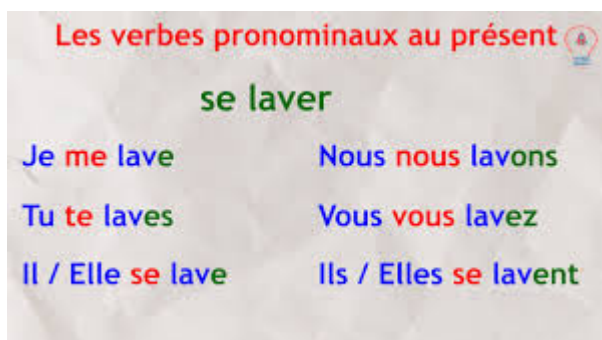 Les verbes pronominaux au présent
se laver
Je me lave
Tu te laves
Il / Elle se lave
Nous nous lavons
Vous vous lavez
Ils / Elles se lavent